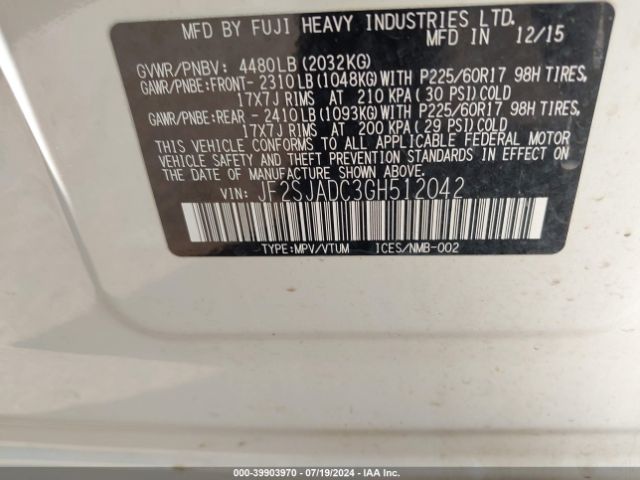 MFD BY FUJI HEAVY INDUSTRIES LTD.
MFD IN 12/15
GVWR/PNBV: 4480LB (2032KG)
GAWR/PNBE:FRONT- 2310LB (1048KG) WITH P225/60R17 98H TIRES,
17X7J RIMS AT 210 KPA (30 PSI) COLD
GAWR/PNBE:REAR - 2410LB (1093KG) WITH P225/60R17 98H TIRES,
17X7J RIMS AT 200 KPA (29 PSI) COLD
THIS VEHICLE CONFORMS TO ALL APPLICABLE FEDERAL MOTOR
VEHICLE SAFETY AND THEFT PREVENTION STANDARDS IN EFFECT ON
THE DATE OF MANUFACTURE SHOWN ABOVE.
VIN: JF2SJADC3GH512042
TYPE:MPV/VTUM ICES/NMB-002
000-39903970 - 07/19/2024 - IAA Inc.